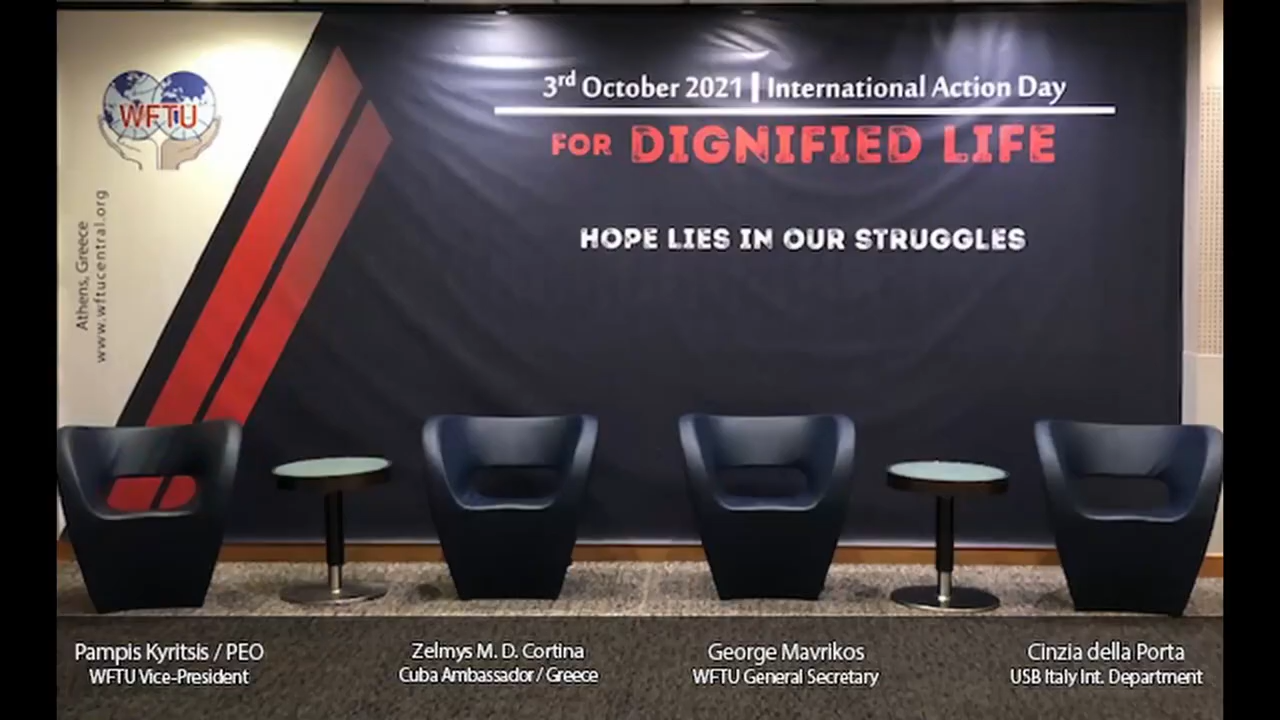 WFTU
Athens, Greece
www.wftucentral.org
3rd October 2021 | International Action Day
FOR DIGNIFIED LIFE
HOPE LIES IN OUR STRUGGLES
Pampis Kyritsis / PEO
WFTU Vice-President
Zelmys M. D. Cortina
Cuba Ambassador / Greece
George Mavrikos
WFTU General Secretary
Cinzia della Porta
USB Italy Int. Department